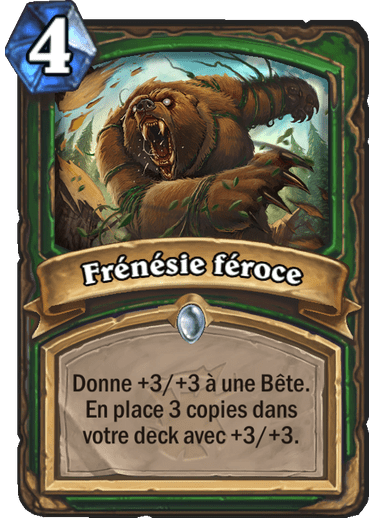 4
Frénésie féroce
Donne +3/+3 à une Bête.
En place 3 copies dans
votre deck avec +3/+3.